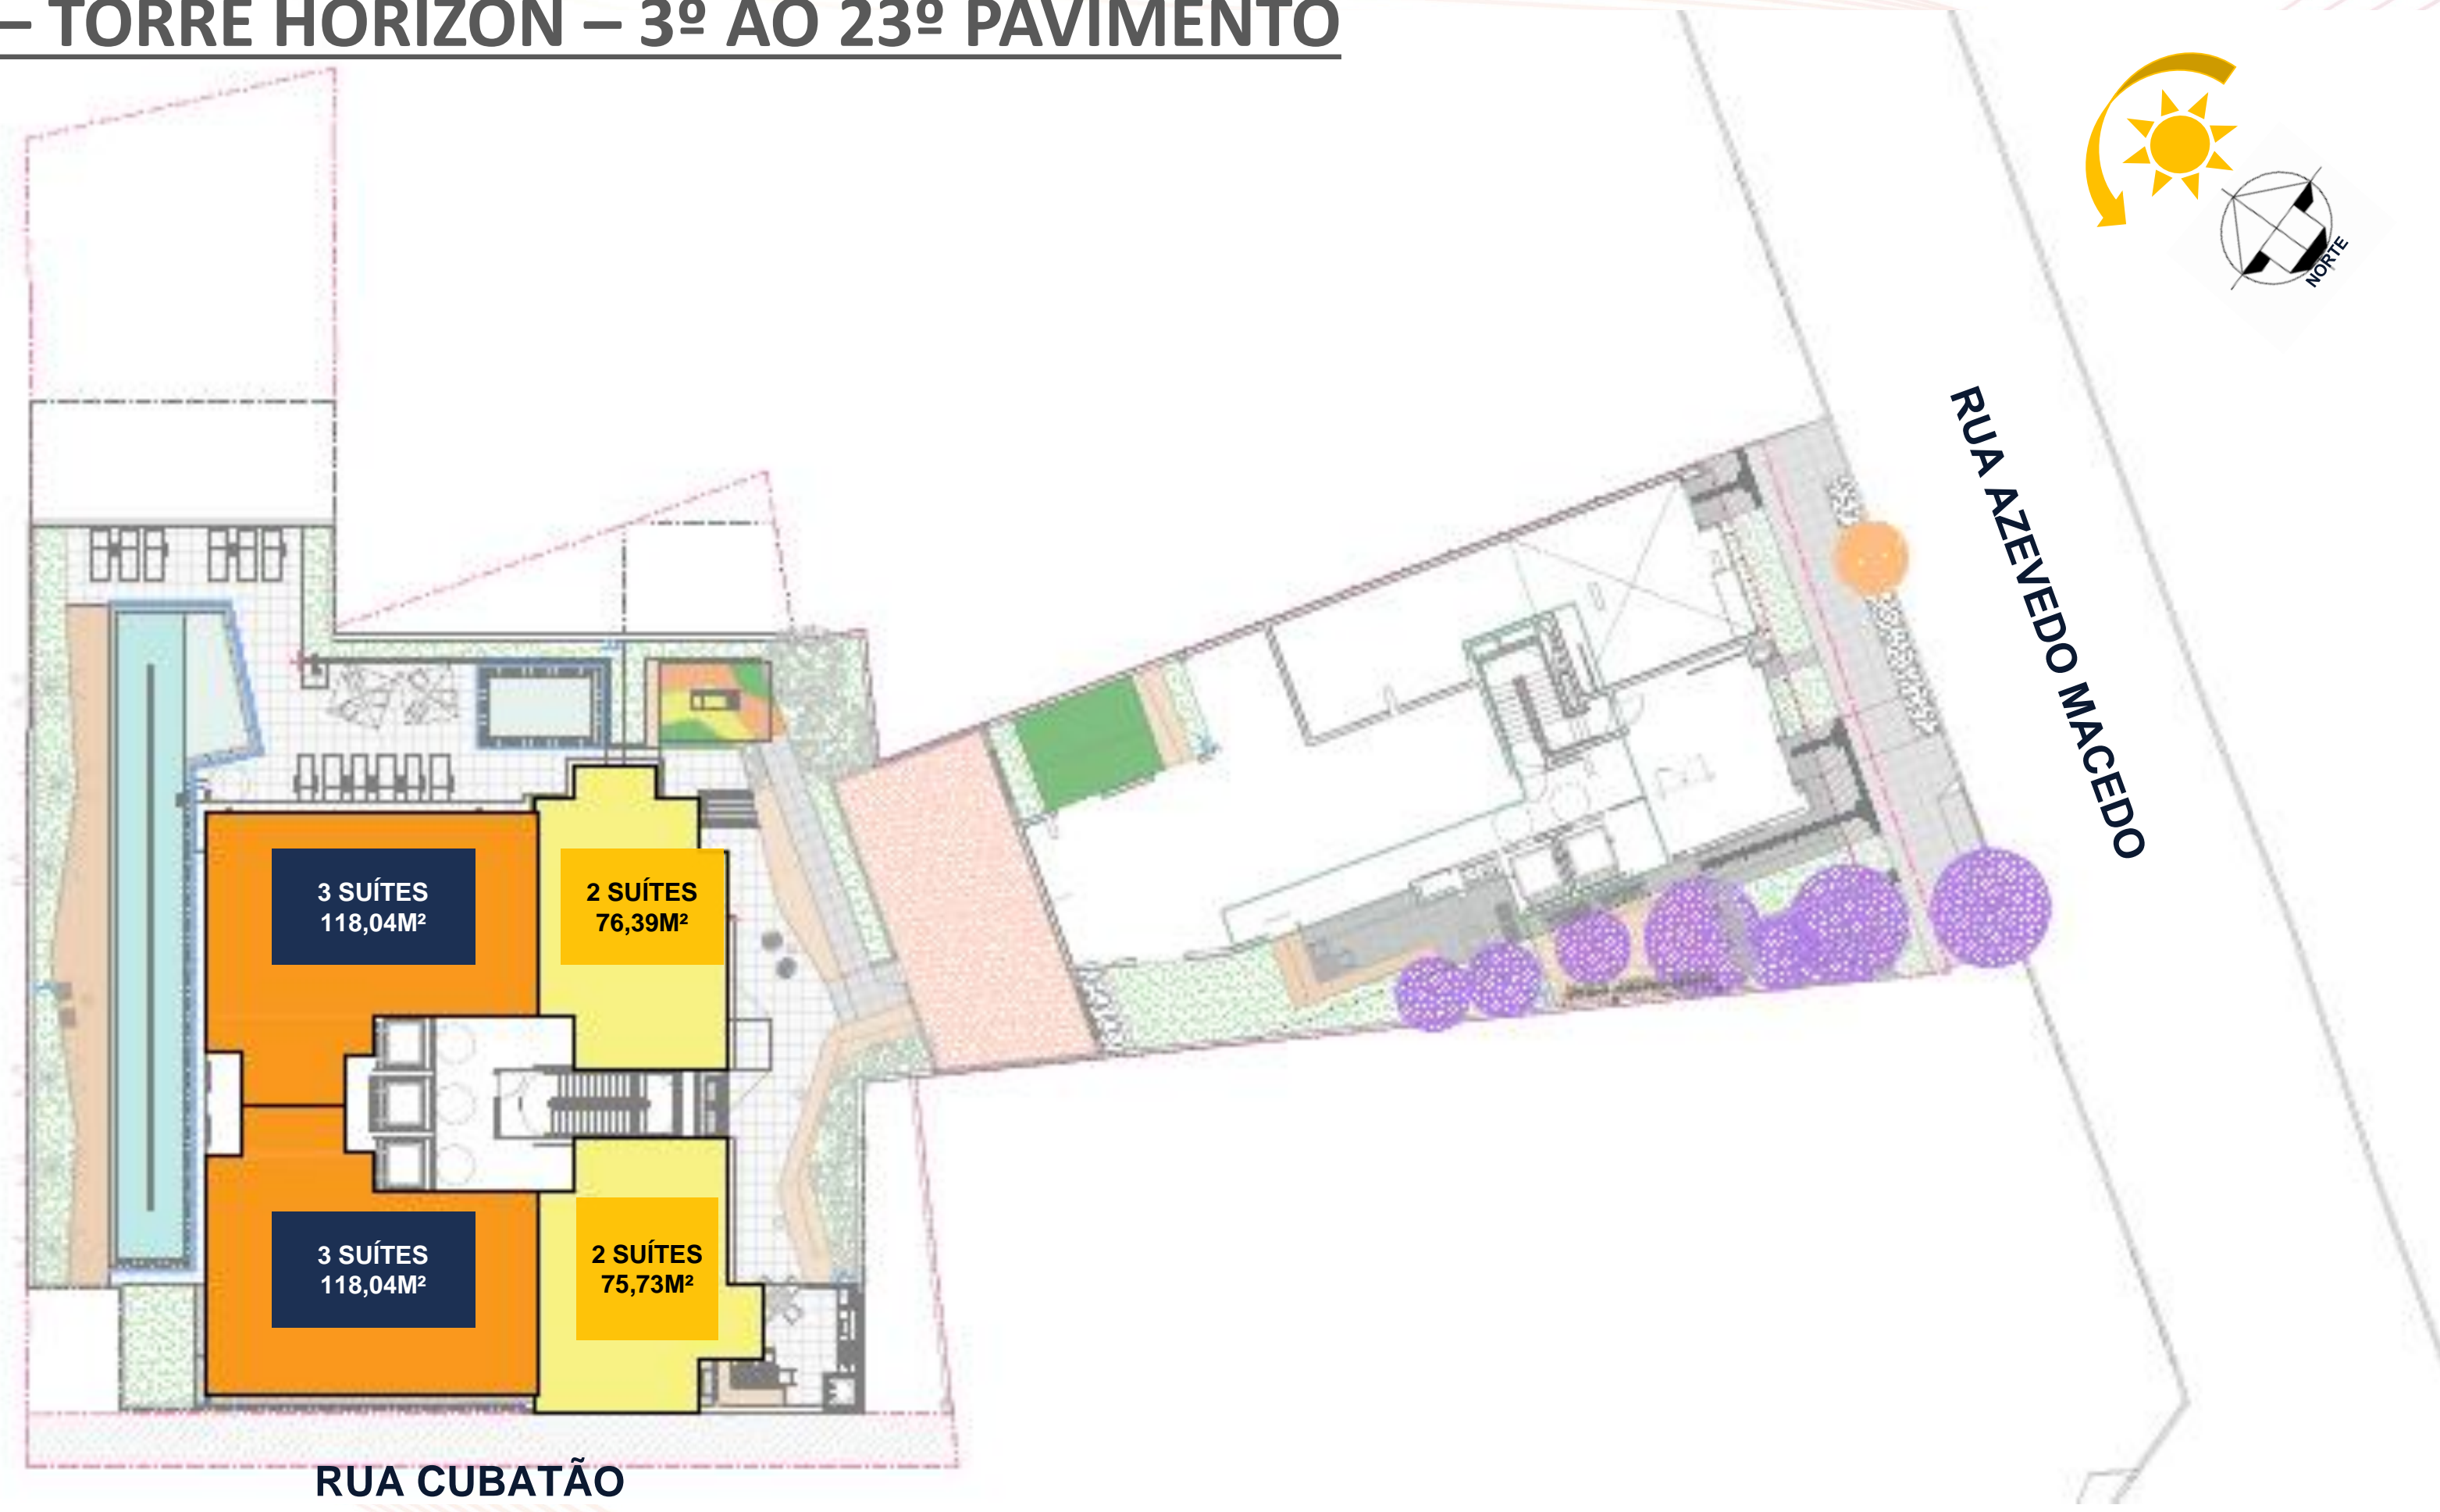 – TORRE HORIZON – 3º AO 23º PAVIMENTO
NORTE
RUA AZEVEDO MACEDO
3 SUÍTES
118,04M²
2 SUÍTES
76,39M²
3 SUÍTES
118,04M²
2 SUÍTES
75,73M²
RUA CUBATÃO